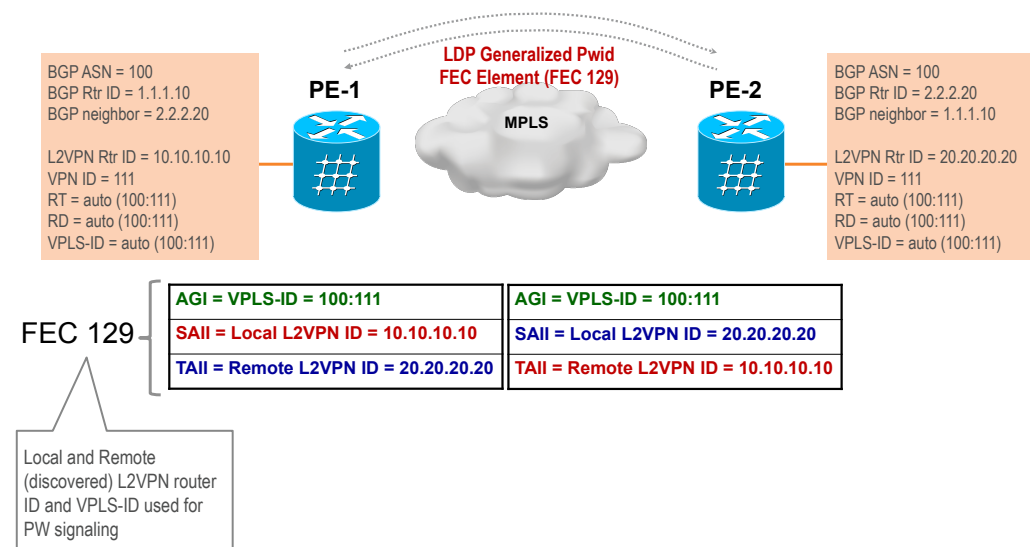 LDP Generalized Pwid
FEC Element (FEC 129)
BGP ASN = 100
BGP Rtr ID = 1.1.1.10
BGP neighbor = 2.2.2.20
L2VPN Rtr ID = 10.10.10.10
VPN ID = 111
RT = auto (100:111)
RD = auto (100:111)
VPLS-ID = auto (100:111)
PE-1
MPLS
PE-2
BGP ASN = 100
BGP Rtr ID = 2.2.2.20
BGP neighbor = 1.1.1.10
L2VPN Rtr ID = 20.20.20.20
VPN ID = 111
RT = auto (100:111)
RD = auto (100:111)
VPLS-ID = auto (100:111)
FEC 129
AGI = VPLS-ID = 100:111
SAII = Local L2VPN ID = 10.10.10.10
TAII = Remote L2VPN ID = 20.20.20.20
AGI = VPLS-ID = 100:111
SAII = Local L2VPN ID = 20.20.20.20
TAII = Remote L2VPN ID = 10.10.10.10
Local and Remote
(discovered) L2VPN router
ID and VPLS-ID used for
PW signaling